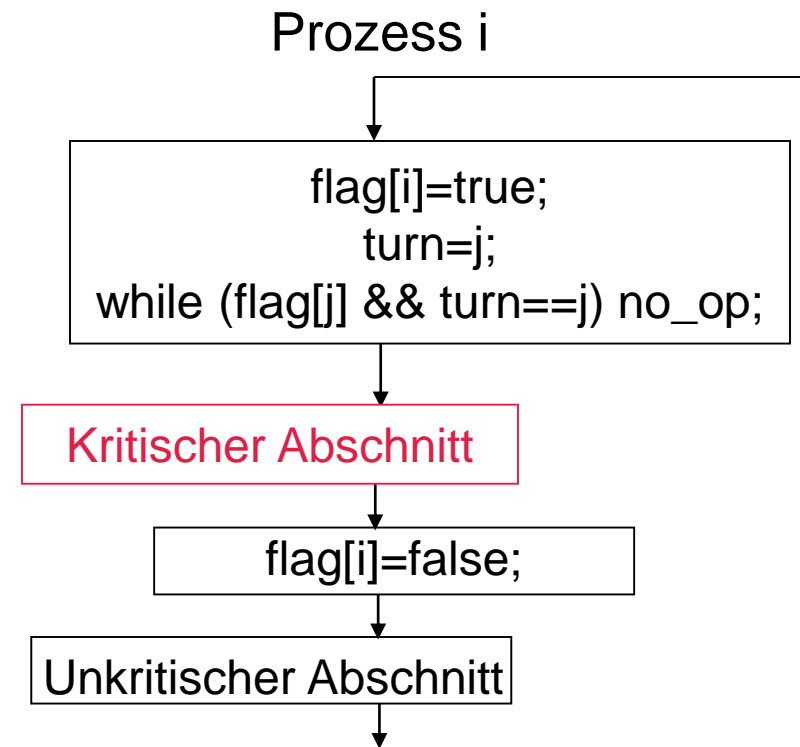 Prozess i
flag[i]=true;
turn=j;
while (flag[j] && turn==j) no_op;
Kritischer Abschnitt
flag[i]=false;
Unkritischer Abschnitt